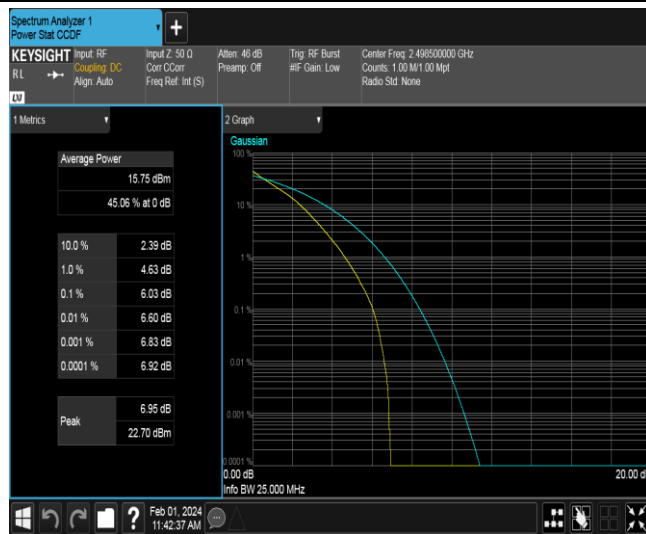 Spectrum Analyzer 1
Power Stat CCDF
+
KEYSIGHT Input: RF Input Z: 50 Ω Atten: 46 dB Trig: RF Burst Center Freq: 2.498500000 GHz
RL Coupling: DC Corr CCorr Preamp: Off #IF Gain: Low Counts: 1.00 M/1.00 Mpt
Align: Auto Freq Ref: Int (S) Radio Std: None
LXI
1 Metrics
Average Power
15.75 dBm
45.06 % at 0 dB
10.0 % 2.39 dB
1.0 % 4.63 dB
0.1 % 6.03 dB
0.01 % 6.60 dB
0.001 % 6.83 dB
0.0001 % 6.92 dB
Peak 6.95 dB
22.70 dBm
2 Graph
Gaussian
100 %
10 %
1 %
0.1 %
0.01 %
0.001 %
0.0001 %
0.00 dB 20.00 d
Info BW 25.000 MHz
? Feb 01, 2024
11:42:37 AM